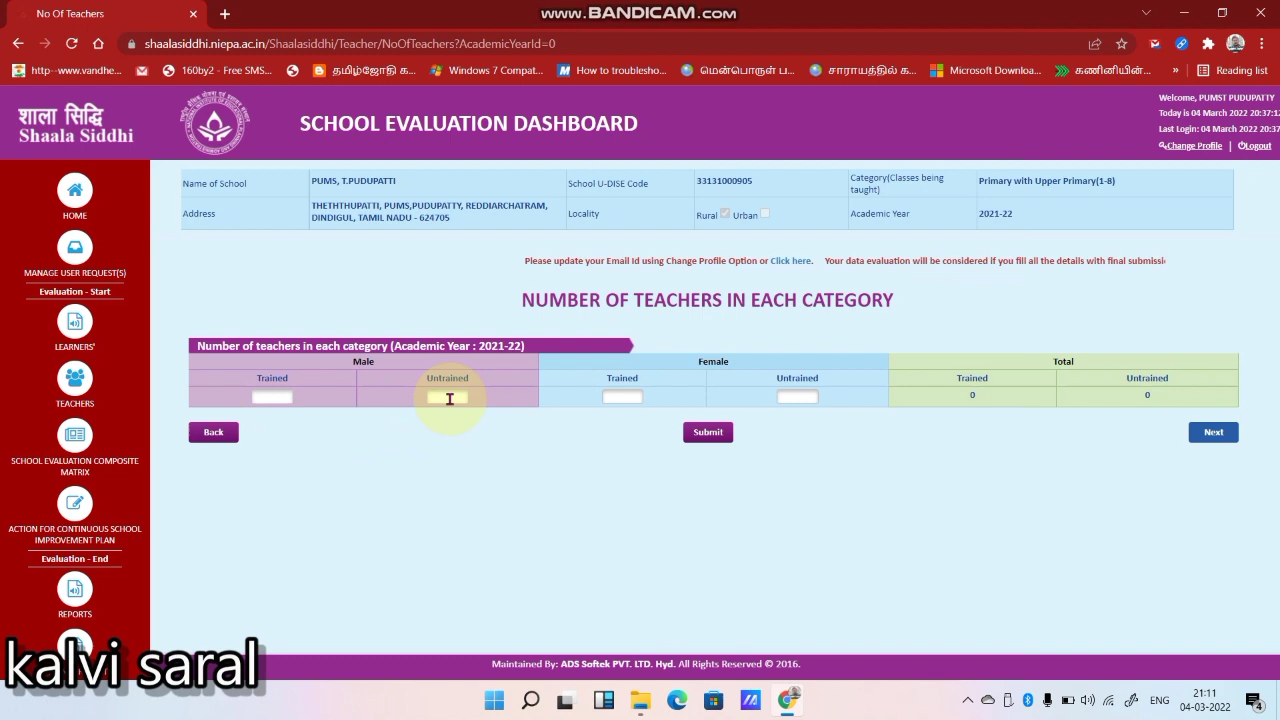 No Of Teachers
www.BANDICAM.com
shaalasiddhi.niepa.ac.in/Shaalasiddhi/Teacher/NoOfTeachers?AcademicYearId=0
http--www.vandhe...
160by2 - Free SMS...
தமிழ்ஜோதி க...
Windows 7 Compat...
How to troublesho...
மென்பொருள் ப...
சாராயத்தில் க...
Microsoft Downloa...
கணினியின்...
»
Reading list
शाला सिद्धि
Shaala Siddhi
SCHOOL EVALUATION DASHBOARD
Welcome, PUMST PUDUPATTY
Today is 04 March 2022 20:37:12
Last Login: 04 March 2022 20:37
Change Profile | Logout
Name of School PUMS, T.PUDUPATTI School U-DISE Code 33131000905 Category(Classes being taught) Primary with Upper Primary(1-8)
Address THETHTHUPATTI, PUMS,PUDUPATTY, REDDIARCHATRAM, DINDIGUL, TAMIL NADU - 624705 Locality Rural Urban Academic Year 2021-22
Please update your Email Id using Change Profile Option or Click here. Your data evaluation will be considered if you fill all the details with final submissi
NUMBER OF TEACHERS IN EACH CATEGORY
Number of teachers in each category (Academic Year : 2021-22)
Male Female Total
Trained Untrained Trained Untrained Trained Untrained
0 0
Back Submit Next
HOME
MANAGE USER REQUEST(S)
Evaluation - Start
LEARNERS'
TEACHERS
SCHOOL EVALUATION COMPOSITE
MATRIX
ACTION FOR CONTINUOUS SCHOOL
IMPROVEMENT PLAN
Evaluation - End
REPORTS
kalvi saral
Maintained By: ADS Softek PVT. LTD. Hyd. All Rights Reserved © 2016.
ENG
21:11
04-03-2022
4